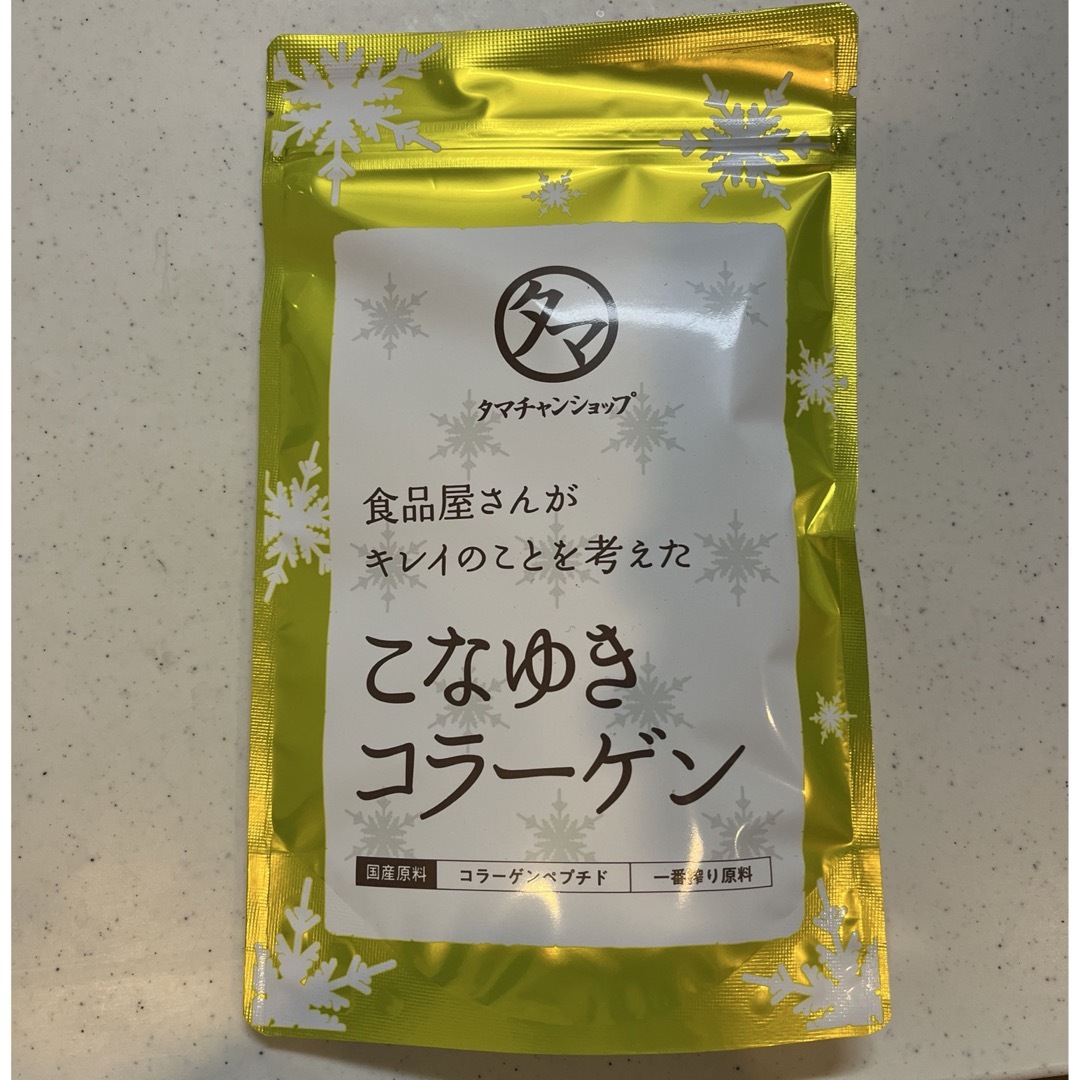 タマ
タマチャンショップ
食品屋さんが
キレイのことを考えた
こなゆき
コラーゲン
国産原料 コラーゲンペプチド 一番搾り原料